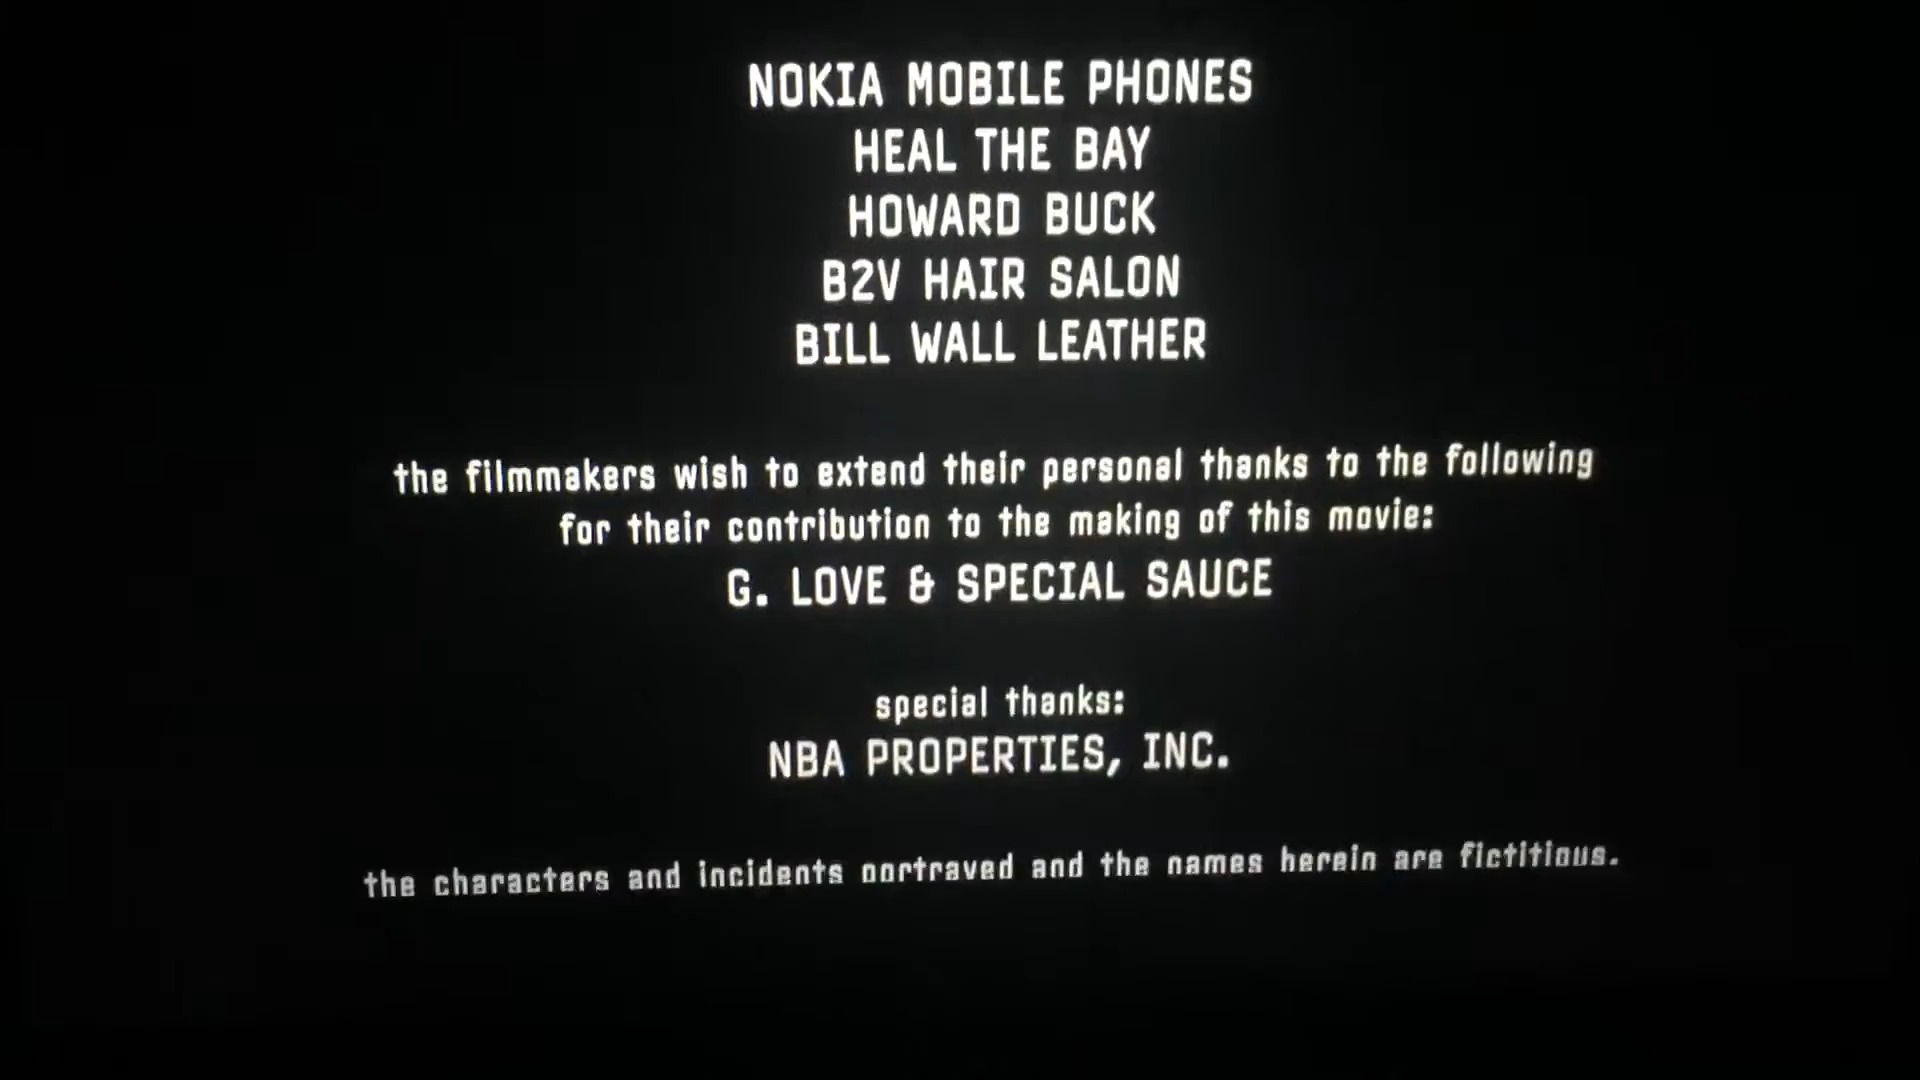 NOKIA MOBILE PHONES
HEAL THE BAY
HOWARD BUCK
B2V HAIR SALON
BILL WALL LEATHER
the filmmakers wish to extend their personal thanks to the following
for their contribution to the making of this movie:
G. LOVE & SPECIAL SAUCE
special thanks:
NBA PROPERTIES, INC.
the characters and incidents portrayed and the names herein are fictitious.